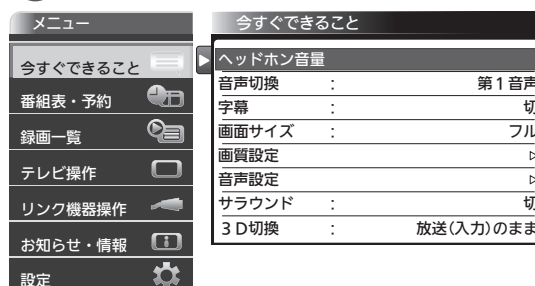 メニュー
今すぐできること
番組表・予約
録画一覧
テレビ操作
リンク機器操作
お知らせ・情報
設定
今すぐできること
ヘッドホン音量
音声切換 : 第1音声
字幕 : 切
画面サイズ : フル
画質設定
音声設定
サラウンド : 切
3D切換 : 放送(入力)のまま